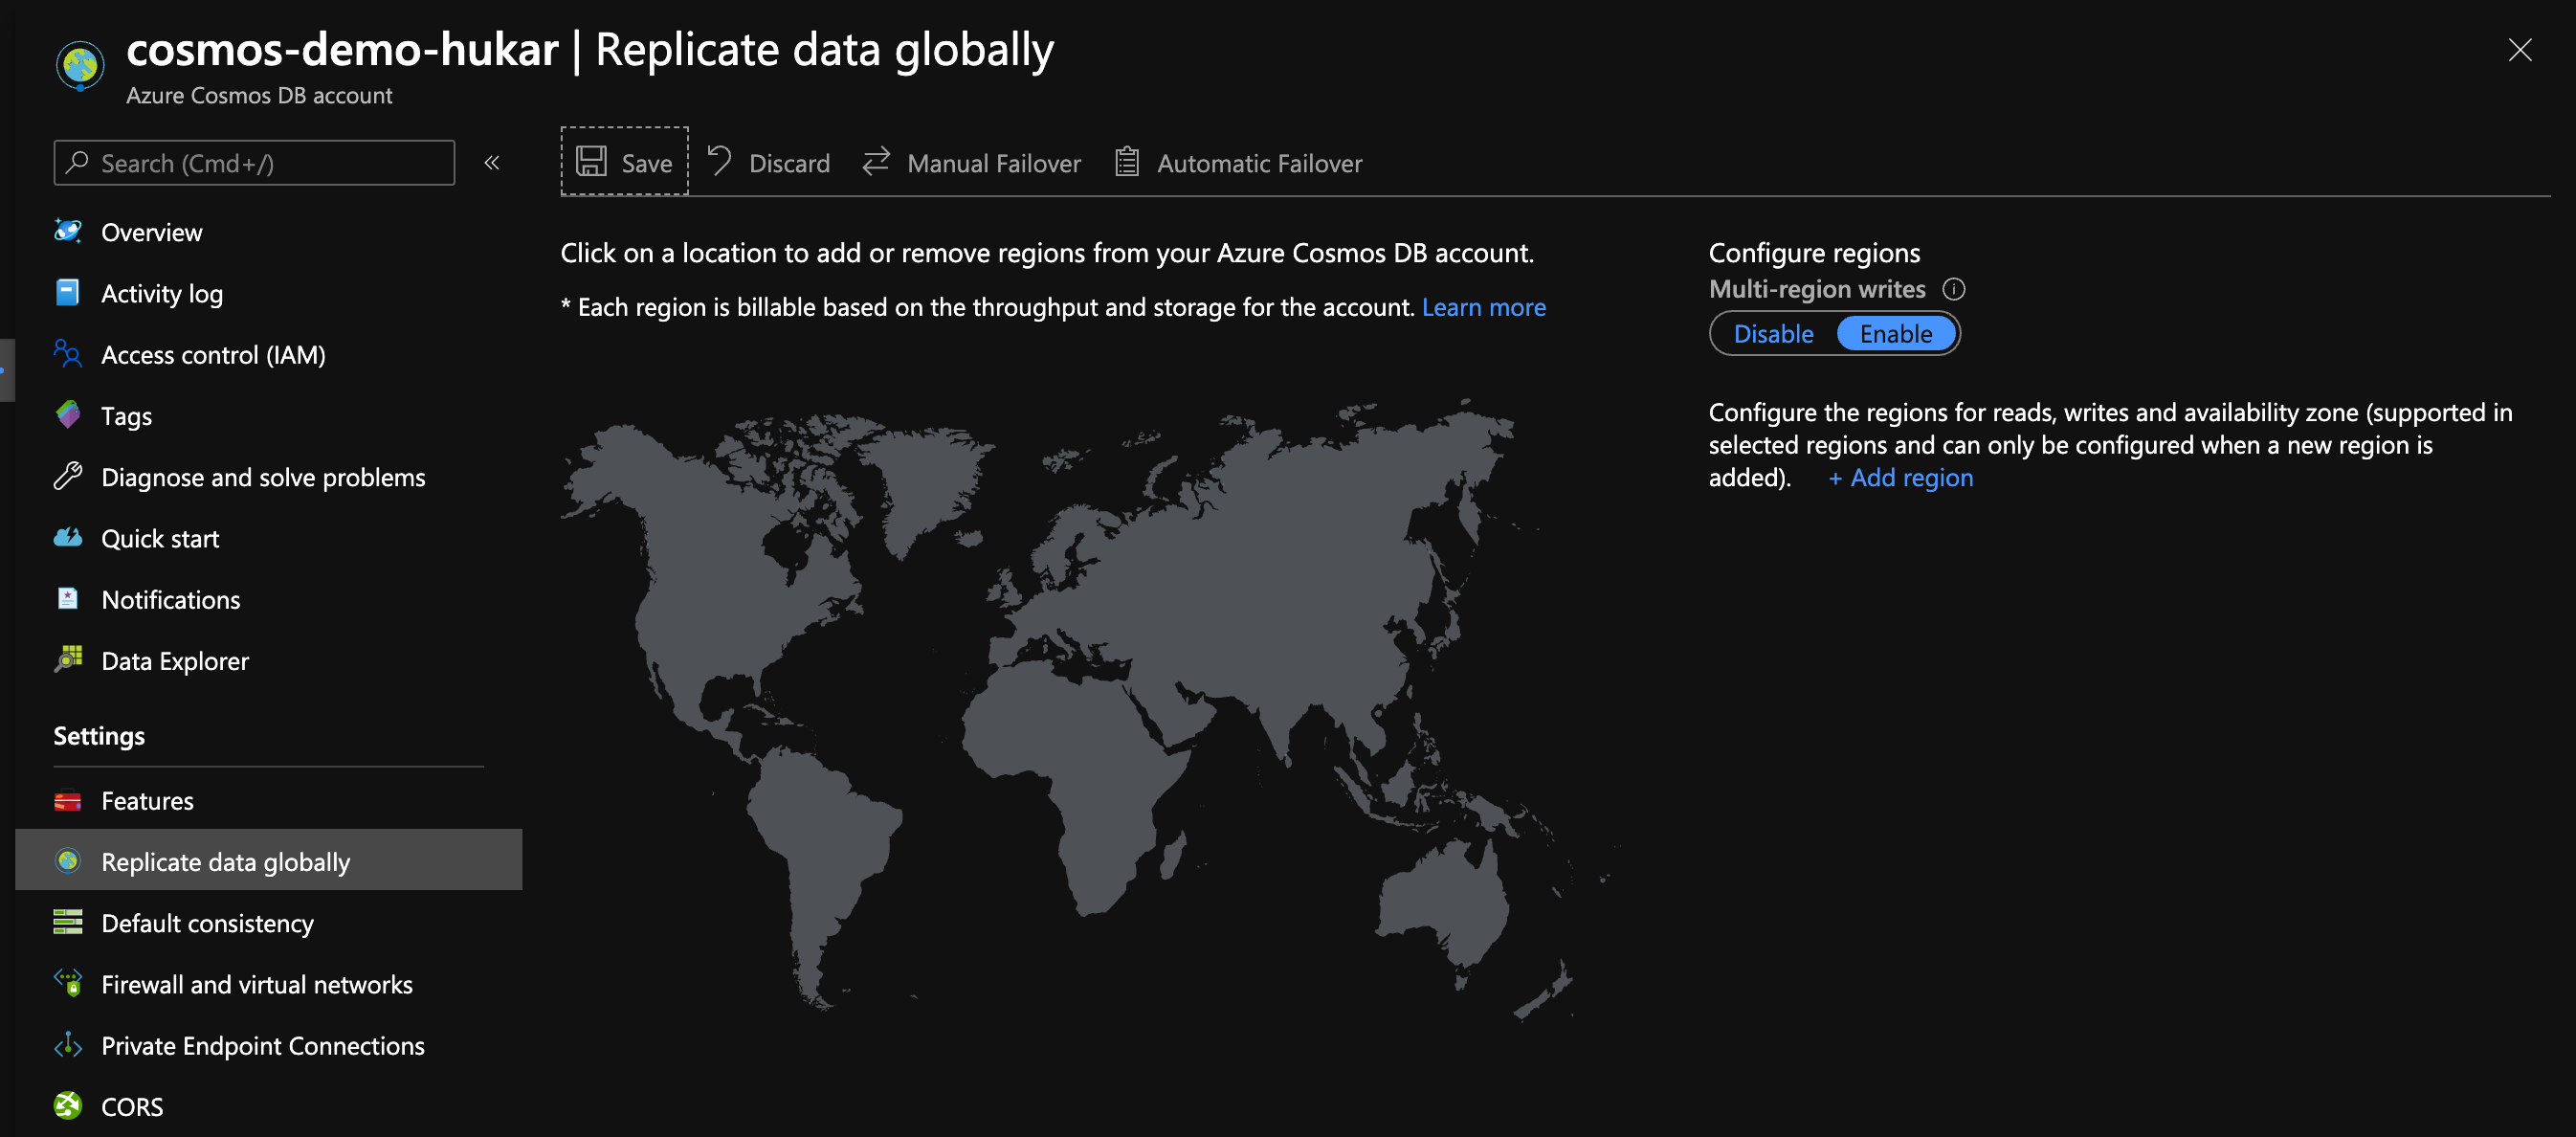 cosmos-demo-hukar | Replicate data globally
Azure Cosmos DB account
Search (Cmd+/)
«
Overview
Activity log
Access control (IAM)
Tags
Diagnose and solve problems
Quick start
Notifications
Data Explorer
Settings
Features
Replicate data globally
Default consistency
Firewall and virtual networks
Private Endpoint Connections
CORS
Save Discard Manual Failover Automatic Failover
Click on a location to add or remove regions from your Azure Cosmos DB account.
* Each region is billable based on the throughput and storage for the account. Learn more
Configure regions
Multi-region writes
Disable Enable
Configure the regions for reads, writes and availability zone (supported in
selected regions and can only be configured when a new region is
added). + Add region